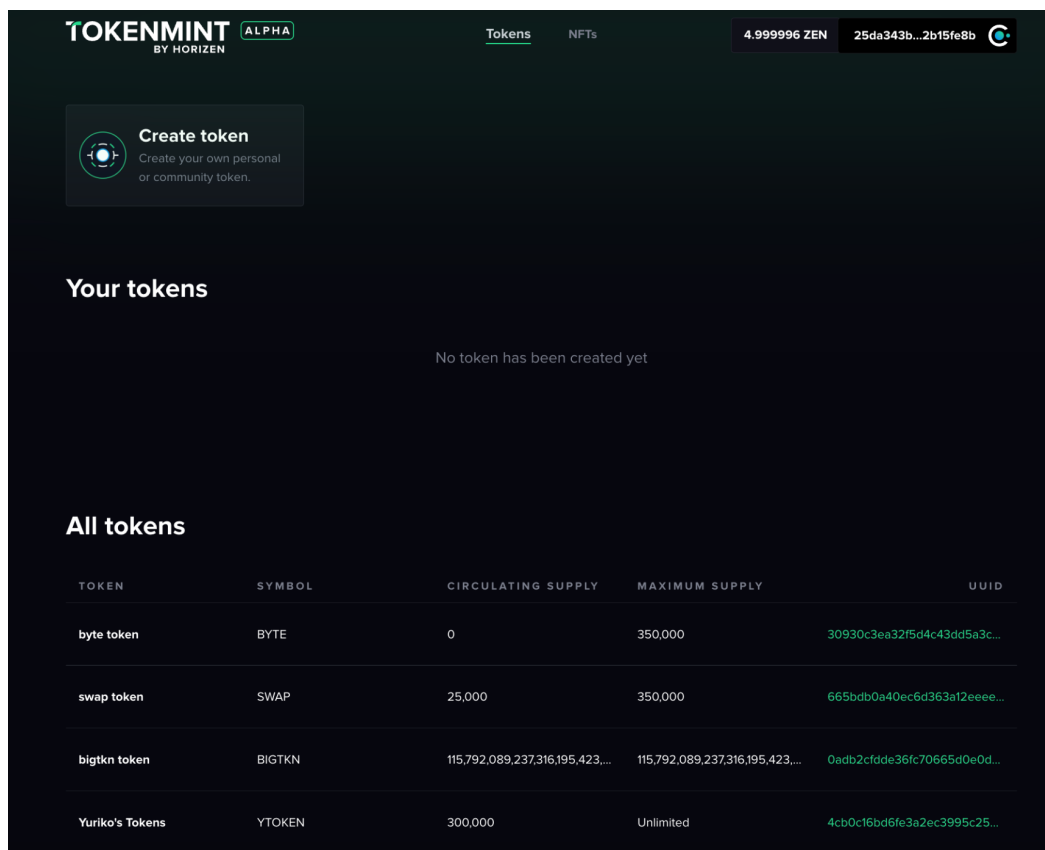 TOKENMINT ALPHA
BY HORIZEN
Tokens NFTs
4.999996 ZEN 25da343b...2b15fe8b
Create token
Create your own personal
or community token.
Your tokens
No token has been created yet
All tokens
TOKEN SYMBOL CIRCULATING SUPPLY MAXIMUM SUPPLY UUID
byte token BYTE 0 350,000 30930c3ea32f5d4c43dd5a3c...
swap token SWAP 25,000 350,000 665bdb0a40ec6d363a12eeee...
bigtkn token BIGTKN 115,792,089,237,316,195,423,... 115,792,089,237,316,195,423,... 0adb2cfdde36fc70665d0e0d...
Yuriko's Tokens YTOKEN 300,000 Unlimited 4cb0c16bd6fe3a2ec3995c25...